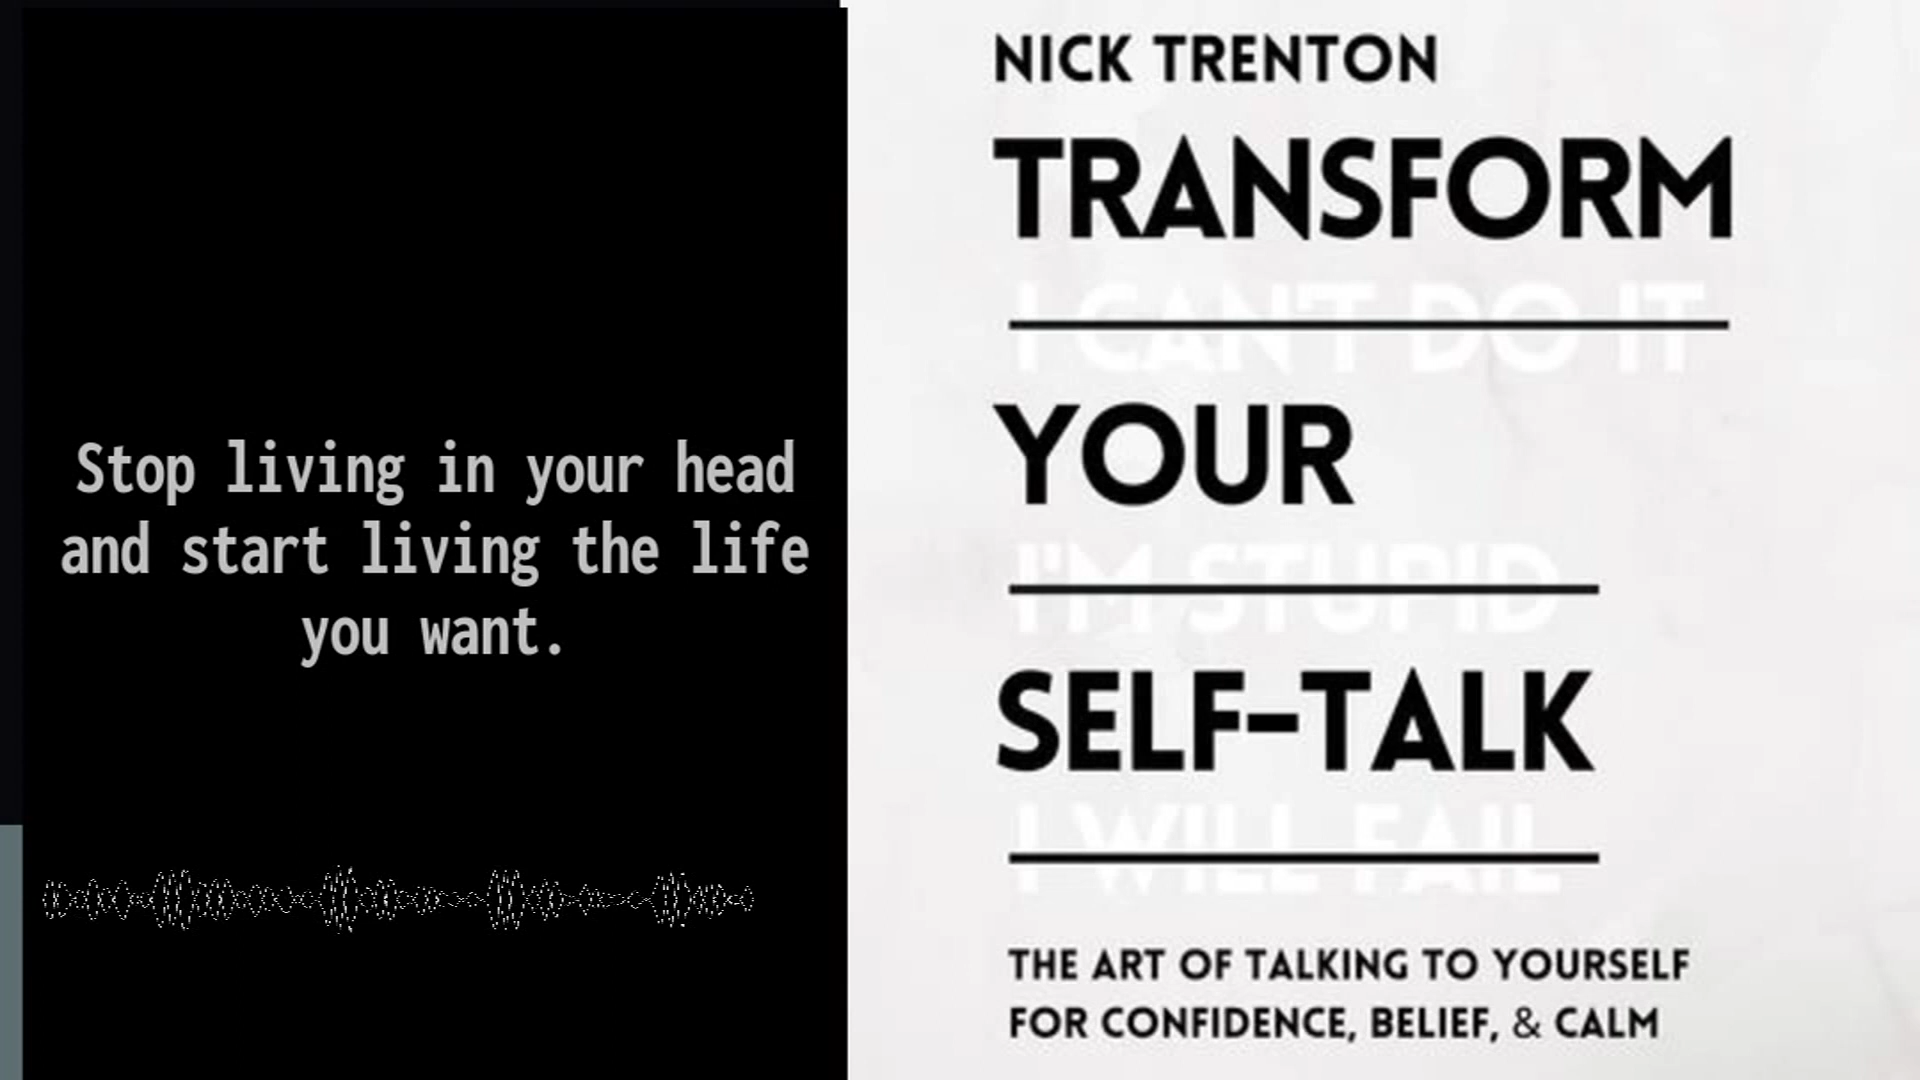 Stop living in your head
and start living the life
you want.
NICK TRENTON
TRANSFORM
I CAN'T DO IT
YOUR
I'M STUPID
SELF-TALK
I WILL FAIL
THE ART OF TALKING TO YOURSELF
FOR CONFIDENCE, BELIEF, & CALM